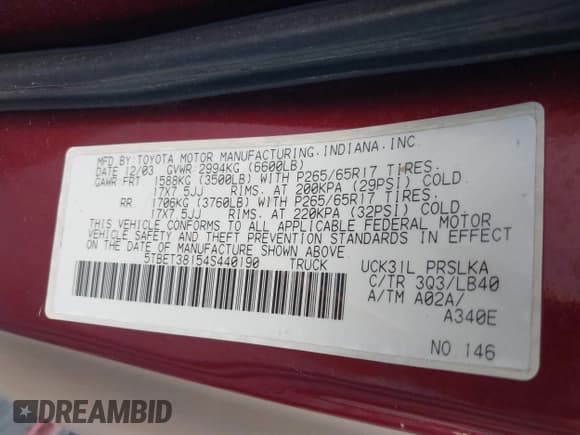 MFD.BY:TOYOTA MOTOR MANUFACTURING.INDIANA.INC.
DATE 12/03 GVWR 2994KG (6600LB)
GAWR FRT 1588KG (3500LB) WITH P265/65R17 TIRES.
17X7.5JJ RIMS. AT 200KPA (29PSI) COLD
RR 1706KG (3760LB) WITH P265/65R17 TIRES.
17X7.5JJ RIMS. AT 220KPA (32PSI) COLD.
THIS VEHICLE CONFORMS TO ALL APPLICABLE FEDERAL MOTOR
VEHICLE SAFETY AND THEFT PREVENTION STANDARDS IN EFFECT
ON THE DATE OF MANUFACTURE SHOWN ABOVE
5TBET38154S440190 TRUCK UCK31L PRSLKA
C/TR 3Q3/LB40
A/TM A02A/
A340E
NO 146
DREAMBID